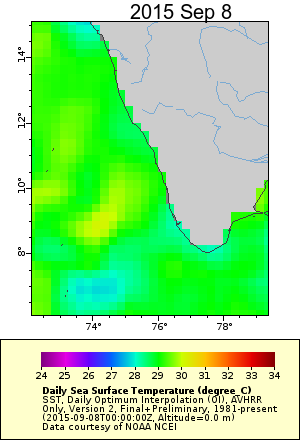 2015 Sep 8
14°
12°
10°
8°
74°
76°
78°
24 25 26 27 28 29 30 31 32 33 34
Daily Sea Surface Temperature (degree_C)
SST, Daily Optimum Interpolation (OI), AVHRR
Only, Version 2, Final+Preliminary, 1981-present
(2015-09-08T00:00:00Z, Altitude=0.0 m)
Data courtesy of NOAA NCEI